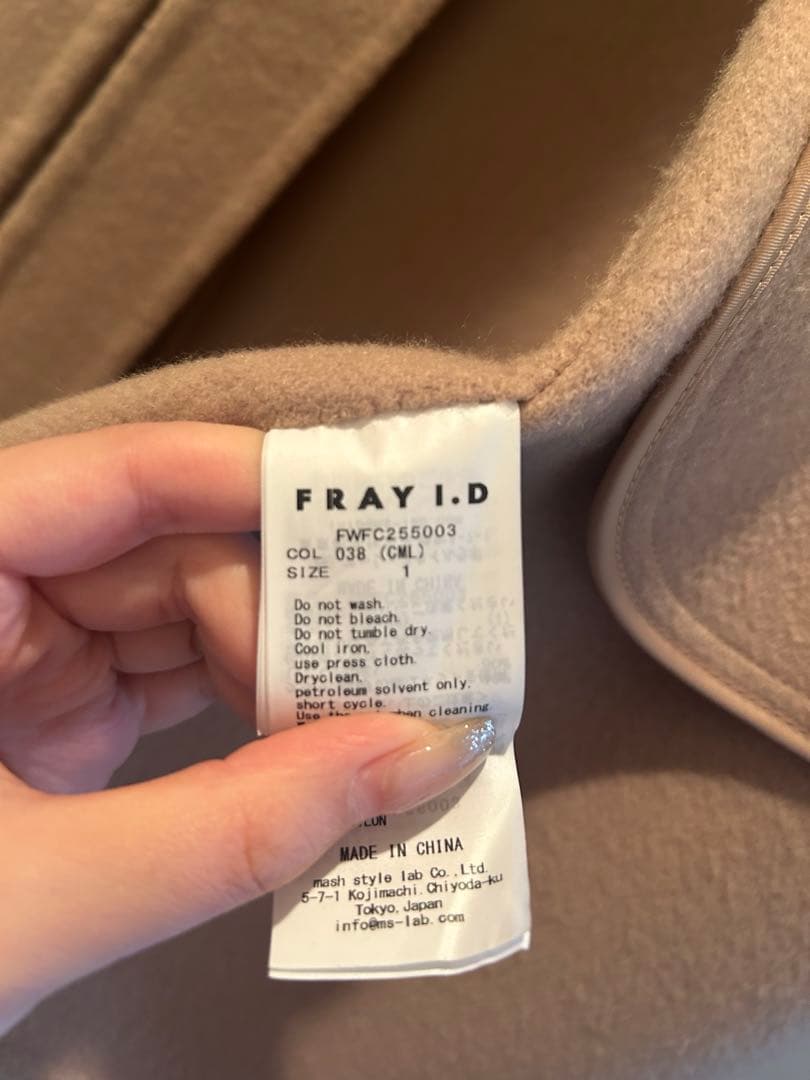 FRAY I.D
FWFC255003
COL 038 (CML)
SIZE 1
Do not wash.
Do not bleach.
Do not tumble dry.
Cool iron.
use press cloth.
Dryclean.
petroleum solvent only.
short cycle.
Use cleaning.
MADE IN CHINA
mash style lab Co.,Ltd.
5-7-1 Kojimachi.Chiyoda-ku
Tokyo,Japan
info@ms-lab.com